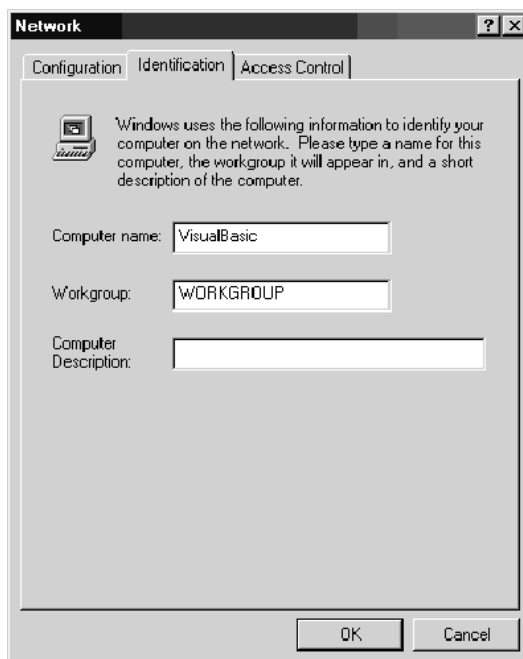 Network
Configuration Identification Access Control
Windows uses the following information to identify your
computer on the network. Please type a name for this
computer, the workgroup it will appear in, and a short
description of the computer.
Computer name: VisualBasic
Workgroup: WORKGROUP
Computer
Description:
OK Cancel